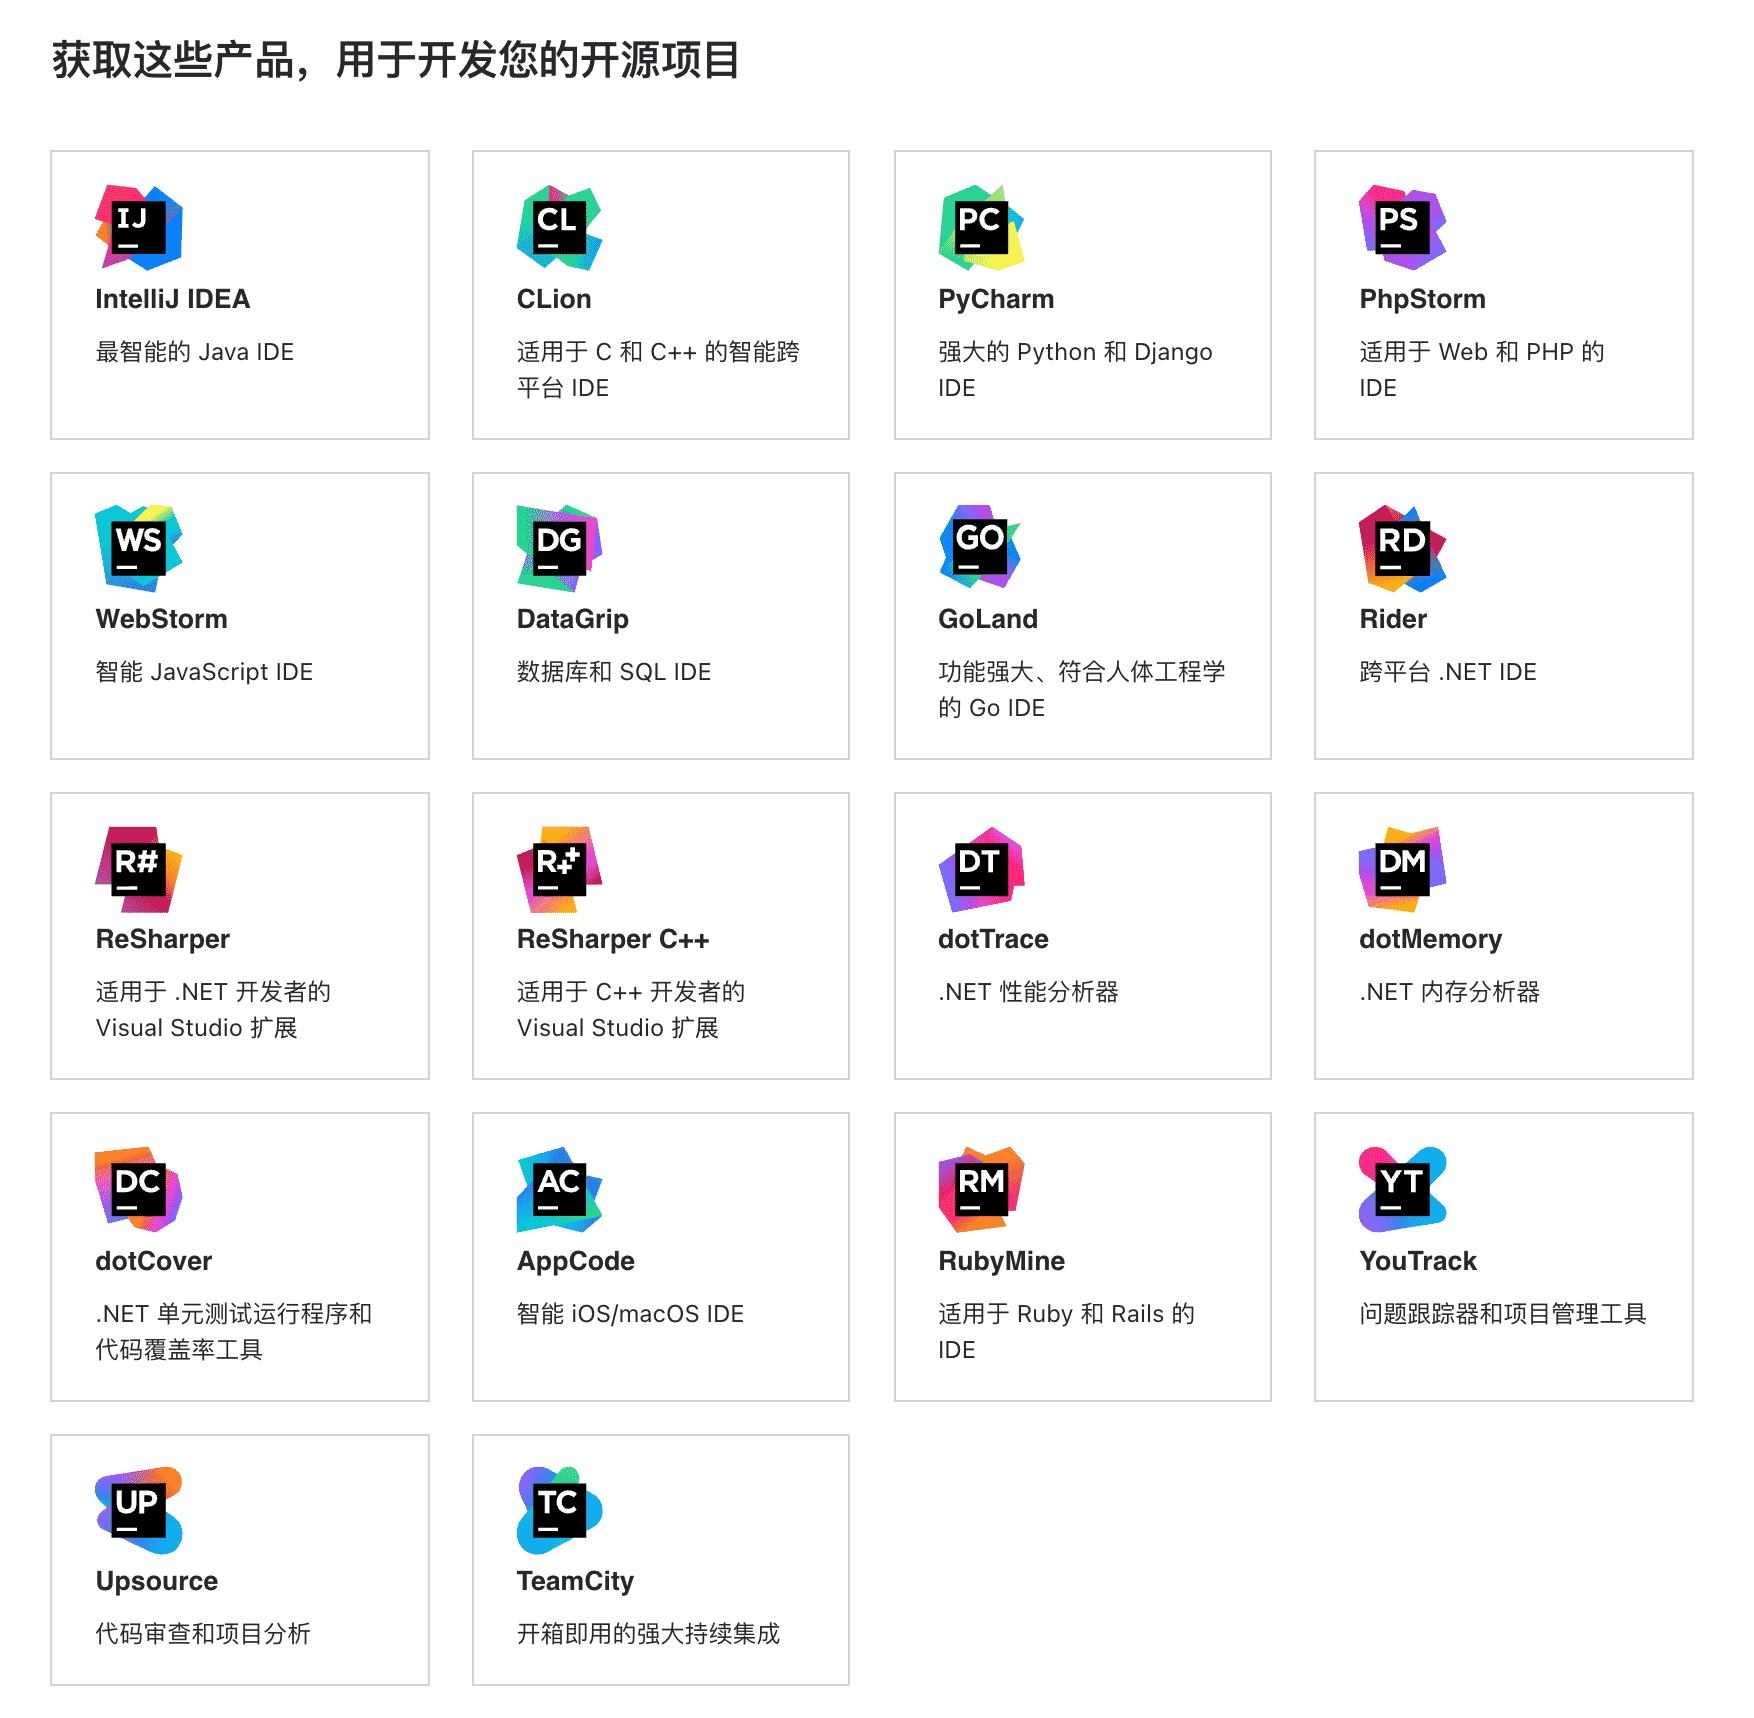 获取这些产品，用于开发您的开源项目
IJ
IntelliJ IDEA
最智能的 Java IDE
CL
CLion
适用于 C 和 C++ 的智能跨
平台 IDE
PC
PyCharm
强大的 Python 和 Django
IDE
PS
PhpStorm
适用于 Web 和 PHP 的
IDE
WS
WebStorm
智能 JavaScript IDE
DG
DataGrip
数据库和 SQL IDE
GO
GoLand
功能强大、符合人体工程学
的 Go IDE
RD
Rider
跨平台 .NET IDE
R#
ReSharper
适用于 .NET 开发者的
Visual Studio 扩展
R++
ReSharper C++
适用于 C++ 开发者的
Visual Studio 扩展
DT
dotTrace
.NET 性能分析器
DM
dotMemory
.NET 内存分析器
DC
dotCover
.NET 单元测试运行程序和
代码覆盖率工具
AC
AppCode
智能 iOS/macOS IDE
RM
RubyMine
适用于 Ruby 和 Rails 的
IDE
YT
YouTrack
问题跟踪器和项目管理工具
UP
Upsource
代码审查和项目分析
TC
TeamCity
开箱即用的强大持续集成